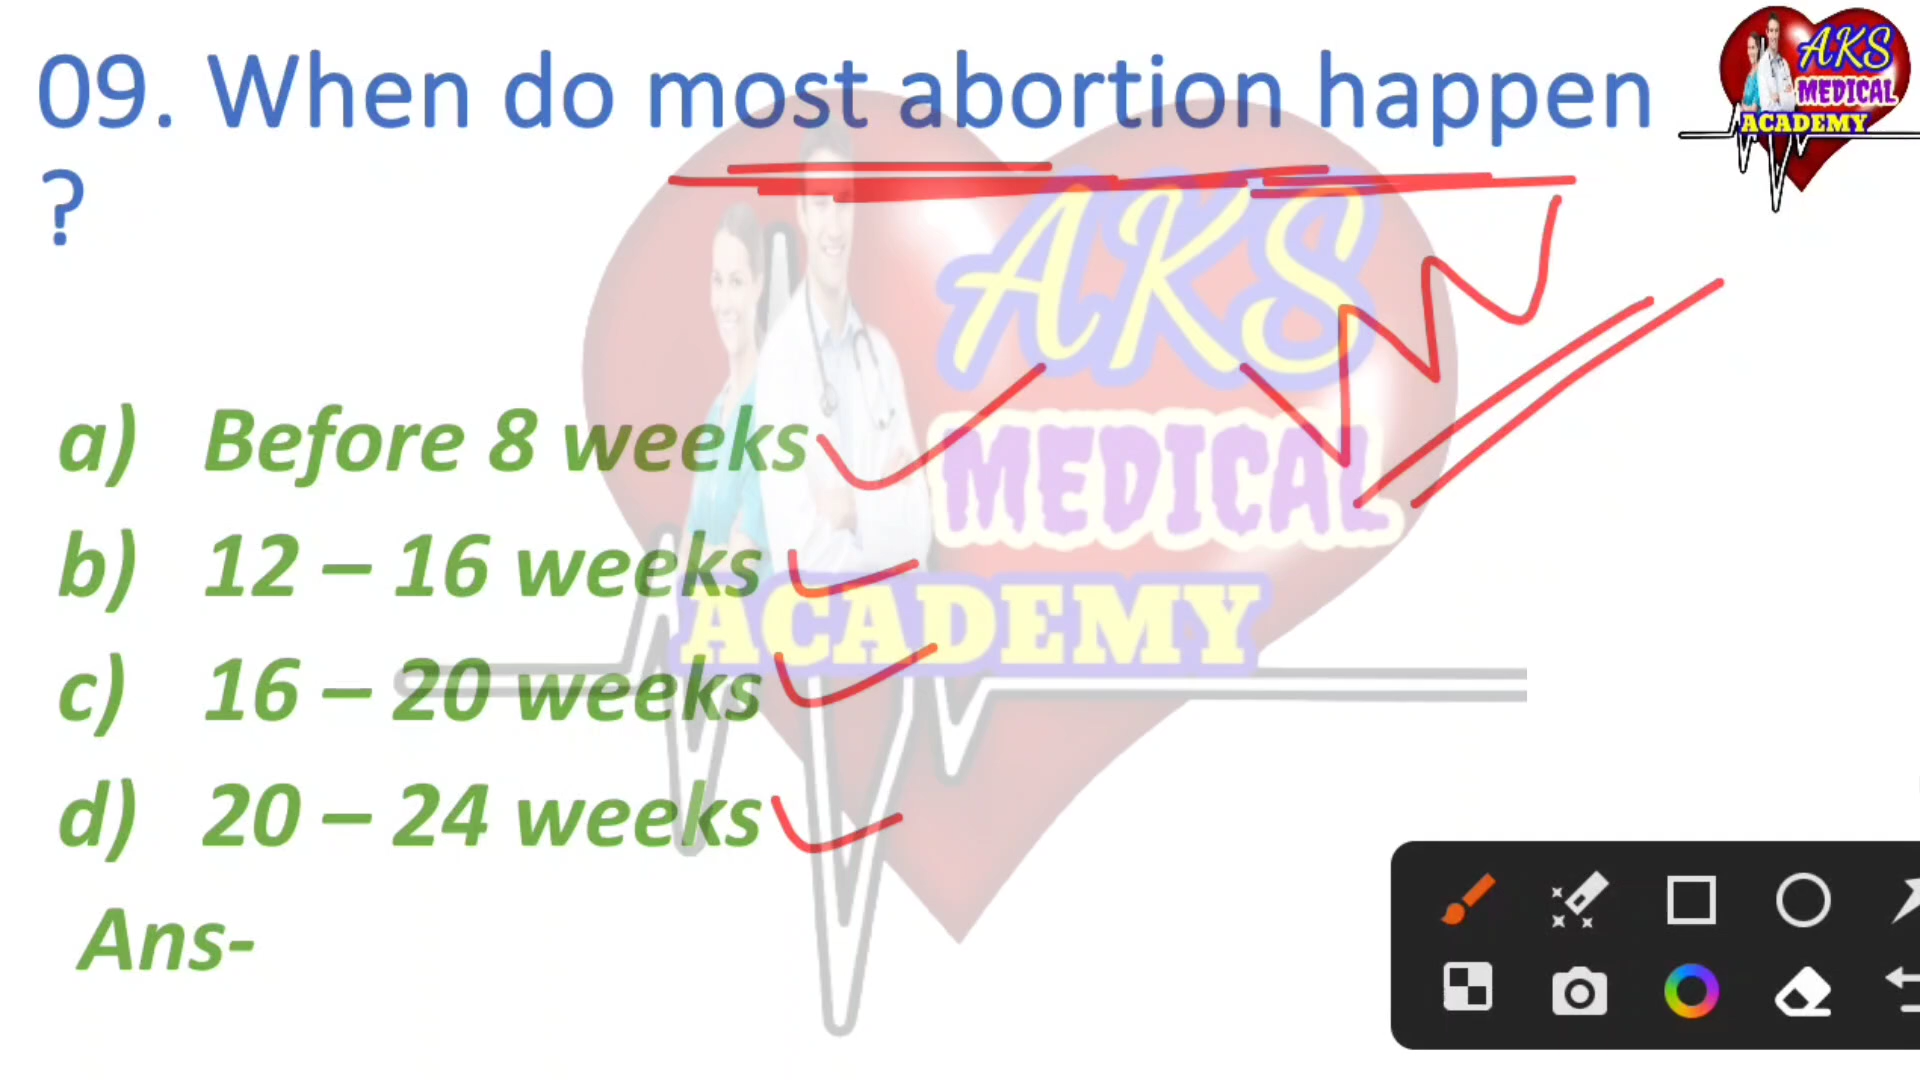 09. When do most abortion happen
?
AKS
MEDICAL
ACADEMY
a) Before 8 weeks
b) 12 – 16 weeks
c) 16 – 20 weeks
d) 20 – 24 weeks
Ans-
AKS
MEDICAL
ACADEMY